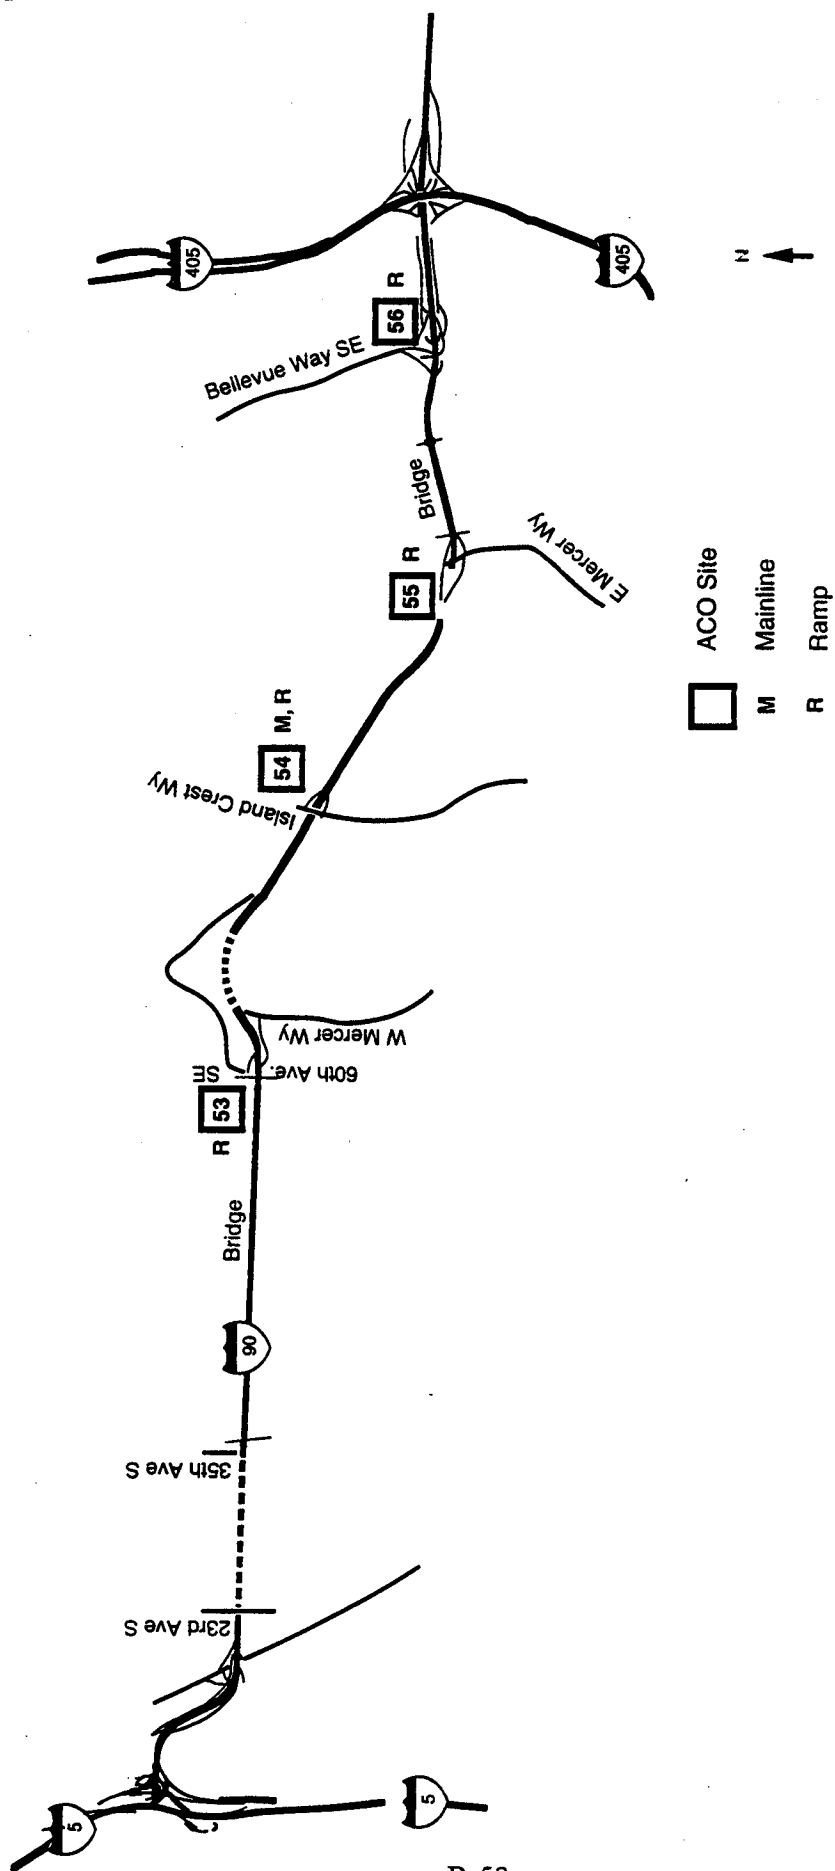 5
5
23rd Ave S
35th Ave S
90
Bridge
R 53
60th Ave. SE
W Mercer Wy
Island Crest Wy
54 M, R
55 R
E Mercer Wy
Bridge
Bellevue Way SE
56 R
405
405
N
ACO Site
M Mainline
R Ramp